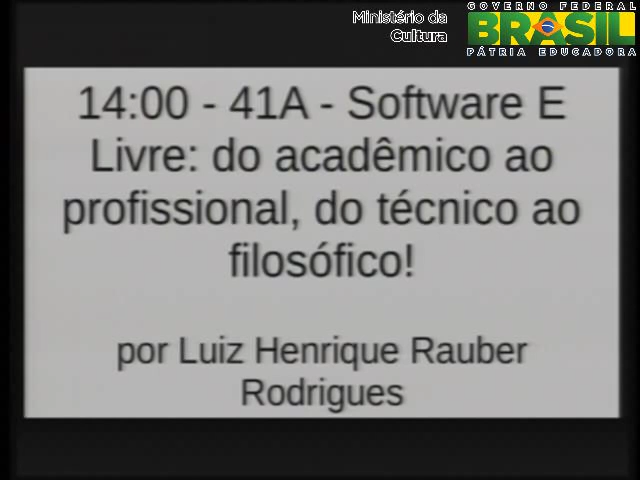 Ministério da
Cultura
GOVERNO FEDERAL
BRASIL
PÁTRIA EDUCADORA
14:00 - 41A - Software E
Livre: do acadêmico ao
profissional, do técnico ao
filosófico!
por Luiz Henrique Rauber
Rodrigues